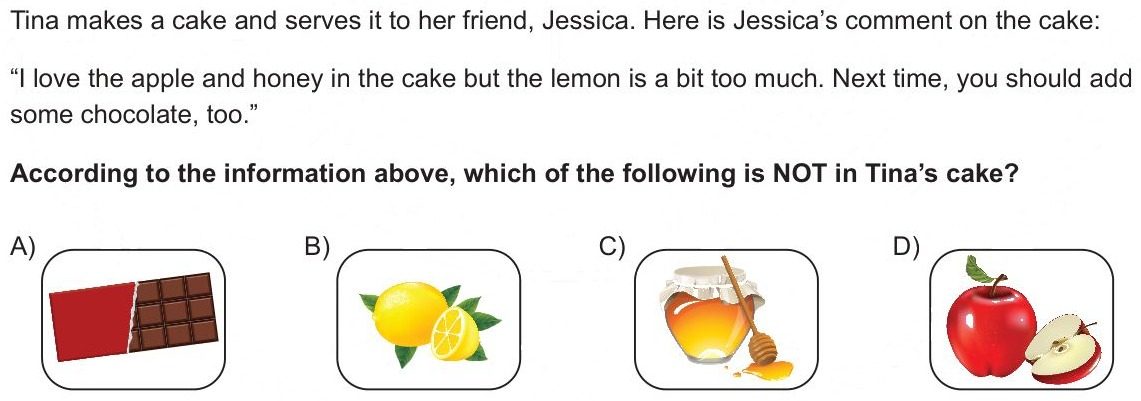 Tina makes a cake and serves it to her friend, Jessica. Here is Jessica’s comment on the cake:
“I love the apple and honey in the cake but the lemon is a bit too much. Next time, you should add
some chocolate, too.”
According to the information above, which of the following is NOT in Tina’s cake?
A) B) C) D)